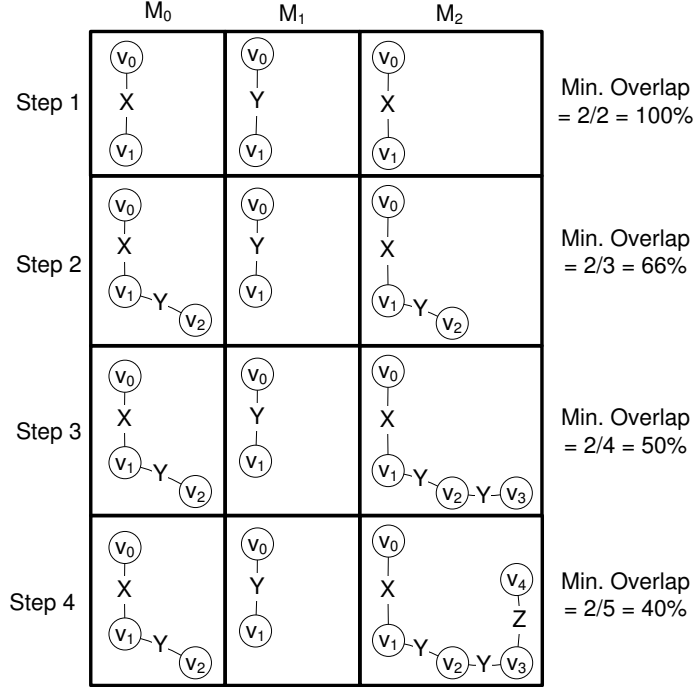 M₀ M₁ M₂
Step 1
v₀ X v₁
v₀ Y v₁
v₀ X v₁
Min. Overlap
= 2/2 = 100%
Step 2
v₀ X v₁ Y v₂
v₀ Y v₁
v₀ X v₁ Y v₂
Min. Overlap
= 2/3 = 66%
Step 3
v₀ X v₁ Y v₂
v₀ Y v₁
v₀ X v₁ Y v₂ Y v₃
Min. Overlap
= 2/4 = 50%
Step 4
v₀ X v₁ Y v₂
v₀ Y v₁
v₀ X v₁ Y v₂ Y v₃ Z v₄
Min. Overlap
= 2/5 = 40%